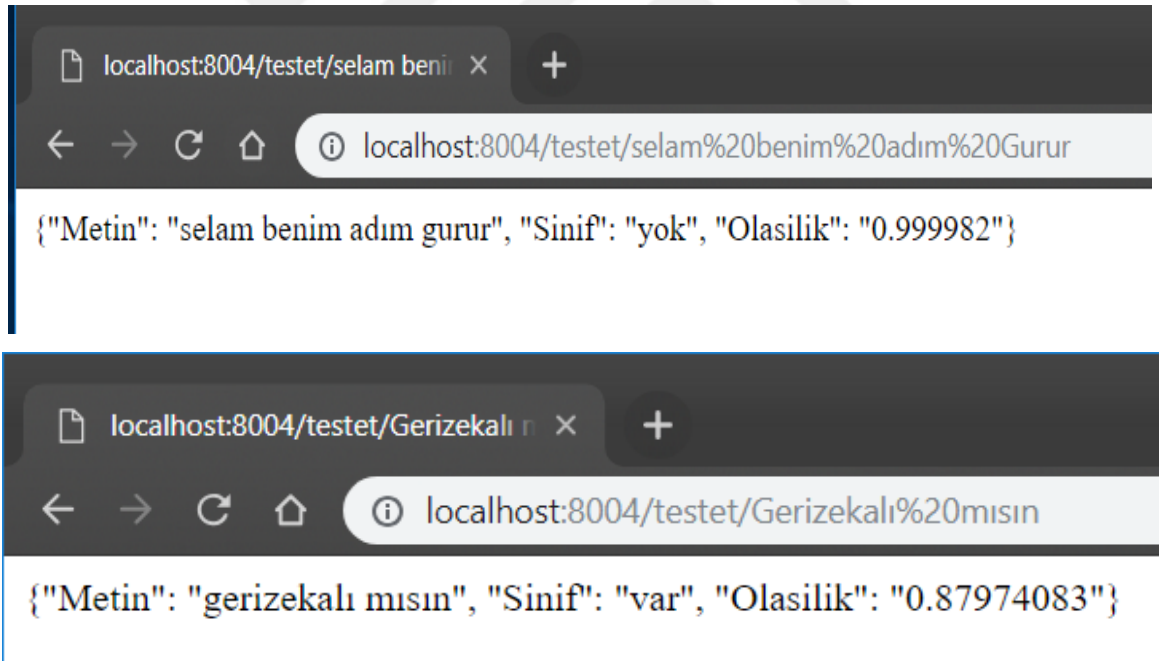 localhost:8004/testet/selam beni
localhost:8004/testet/selam%20benim%20adım%20Gurur
{"Metin": "selam benim adım gurur", "Sinif": "yok", "Olasilik": "0.999982"}
localhost:8004/testet/Gerizekalı
localhost:8004/testet/Gerizekalı%20mısın
{"Metin": "gerizekalı mısın", "Sinif": "var", "Olasilik": "0.87974083"}